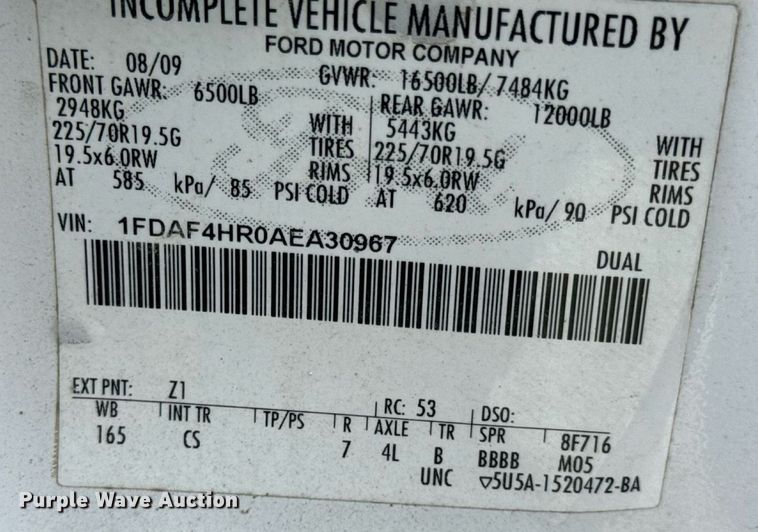 INCOMPLETE VEHICLE MANUFACTURED BY
FORD MOTOR COMPANY
DATE: 08/09 GVWR: 16500LB/ 7484KG
FRONT GAWR: 6500LB REAR GAWR: 12000LB
2948KG WITH 5443KG WITH
225/70R19.5G TIRES 225/70R19.5G TIRES
19.5x6.0RW RIMS 19.5x6.0RW RIMS
AT 585 kPa/ 85 PSI COLD AT 620 kPa/ 90 PSI COLD
VIN: 1FDAF4HR0AEA30967
DUAL
EXT PNT: Z1 RC: 53 DSO:
WB INT TR TP/PS R AXLE TR SPR 8F716
165 CS 7 4L B BBBB M05
UNC ▽5U5A-1520472-BA
Purple Wave Auction